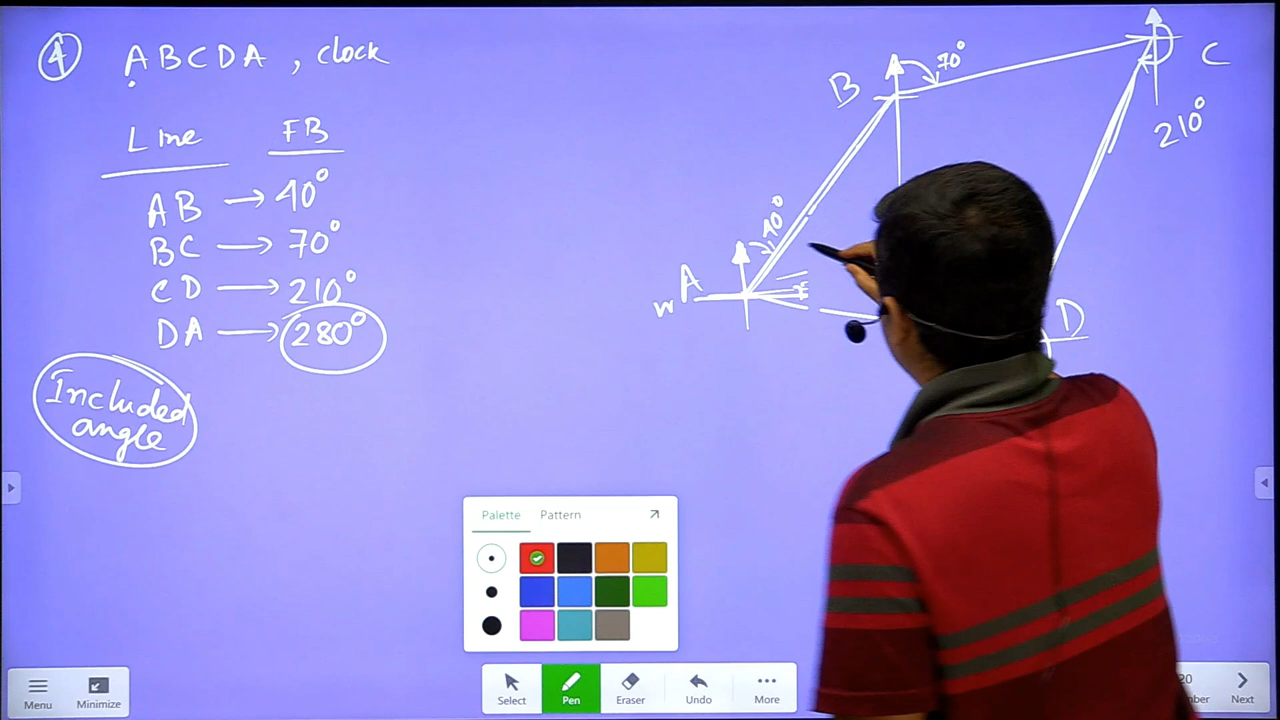 ④ ABCDA, clock
Line FB
AB → 40°
BC → 70°
CD → 210°
DA → 280°
Included
angle
B 70° C
210°
40°
A
W
D
Palette Pattern
Menu Minimize
Select Pen Eraser Undo More
20
Next